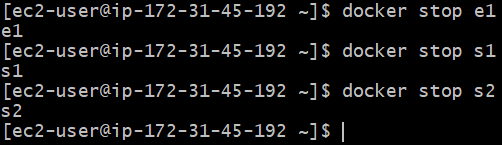 [ec2-user@ip-172-31-45-192 ~]$ docker stop e1
e1
[ec2-user@ip-172-31-45-192 ~]$ docker stop s1
s1
[ec2-user@ip-172-31-45-192 ~]$ docker stop s2
s2
[ec2-user@ip-172-31-45-192 ~]$